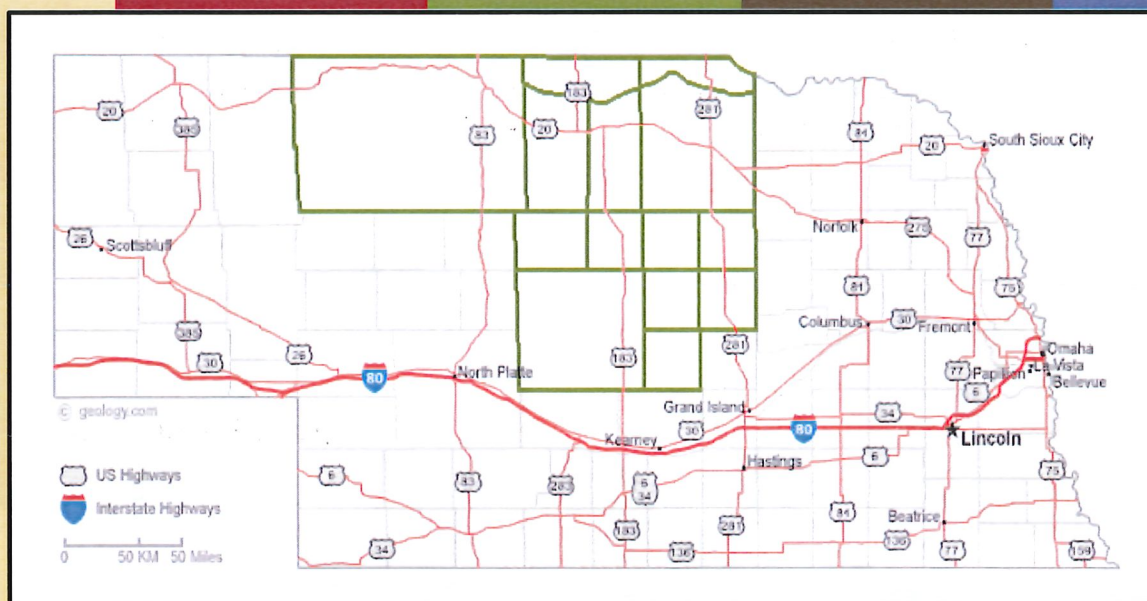 20
385
83
183
20
281
84
20
South Sioux City
26
Scottsbluff
Norfolk
275
77
81
75
385
30
26
80
North Platte
183
281
Columbus
30
Fremont
Omaha
La Vista
Papillion
Bellevue
77
6
© geology.com
Grand Island
30
34
80
Kearney
Lincoln
US Highways
6
83
283
6
34
Hastings
6
75
Interstate Highways
0 50 KM 50 Miles
34
183
281
136
84
Beatrice
136
77
159